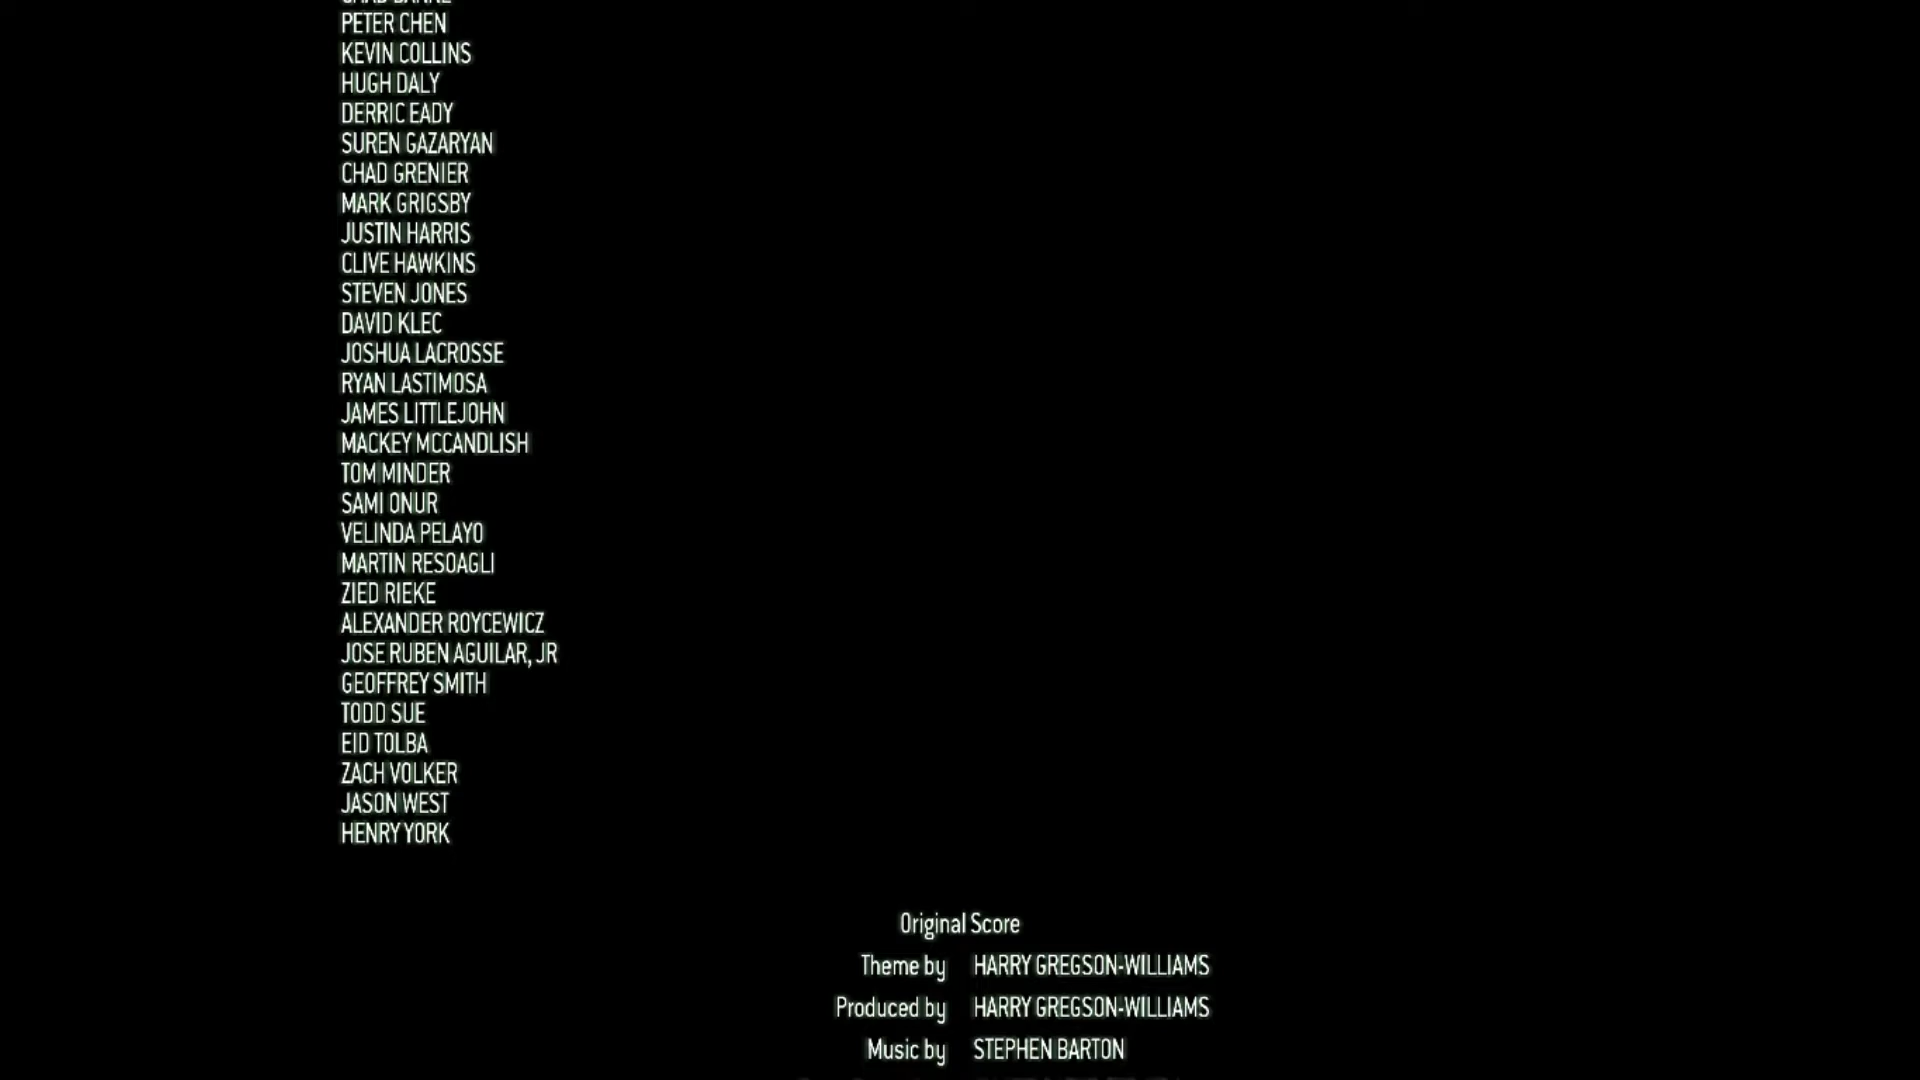 PETER CHEN
KEVIN COLLINS
HUGH DALY
DERRIC EADY
SUREN GAZARYAN
CHAD GRENIER
MARK GRIGSBY
JUSTIN HARRIS
CLIVE HAWKINS
STEVEN JONES
DAVID KLEC
JOSHUA LACROSSE
RYAN LASTIMOSA
JAMES LITTLEJOHN
MACKEY MCCANDLISH
TOM MINDER
SAMI ONUR
VELINDA PELAYO
MARTIN RESOAGLI
ZIED RIEKE
ALEXANDER ROYCEWICZ
JOSE RUBEN AGUILAR, JR
GEOFFREY SMITH
TODD SUE
EID TOLBA
ZACH VOLKER
JASON WEST
HENRY YORK
Original Score
Theme by HARRY GREGSON-WILLIAMS
Produced by HARRY GREGSON-WILLIAMS
Music by STEPHEN BARTON